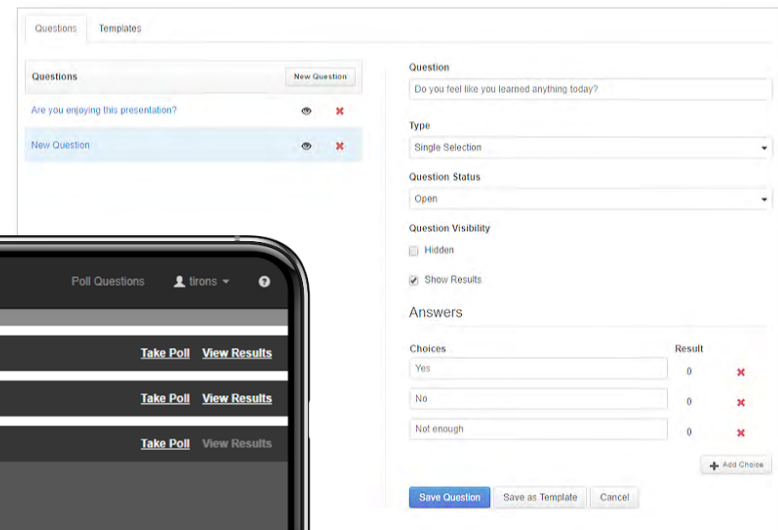 Questions Templates
Questions New Question
Are you enjoying this presentation?
New Question
Question
Do you feel like you learned anything today?
Type
Single Selection
Question Status
Open
Question Visibility
Hidden
Show Results
Answers
Choices Result
Yes 0
No 0
Not enough 0
Add Choice
Save Question Save as Template Cancel
Poll Questions tirons
Take Poll View Results
Take Poll View Results
Take Poll View Results